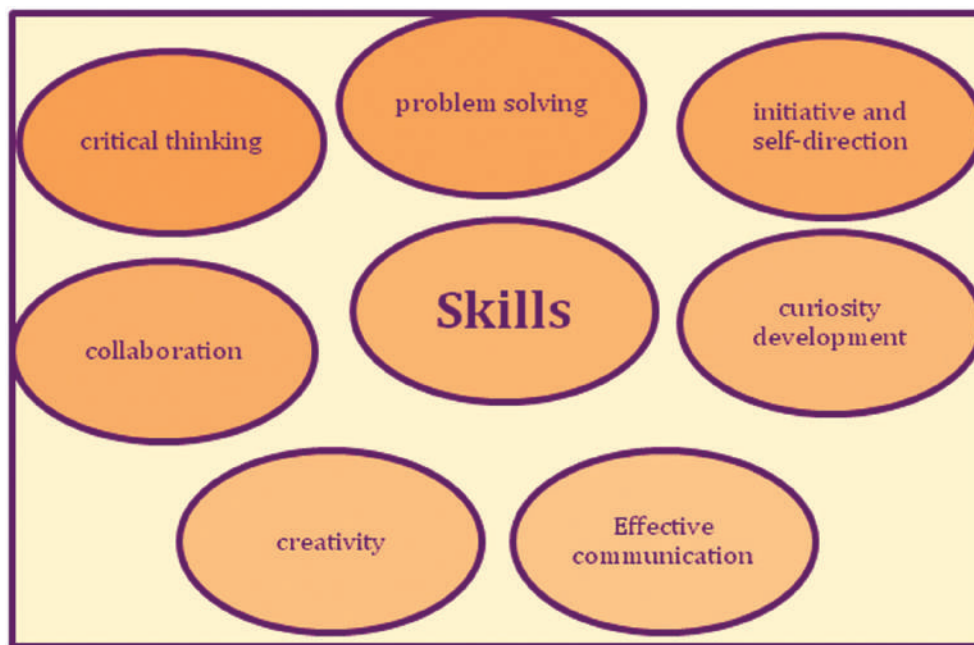 critical thinking
problem solving
initiative and
self-direction
collaboration
Skills
curiosity
development
creativity
Effective
communication